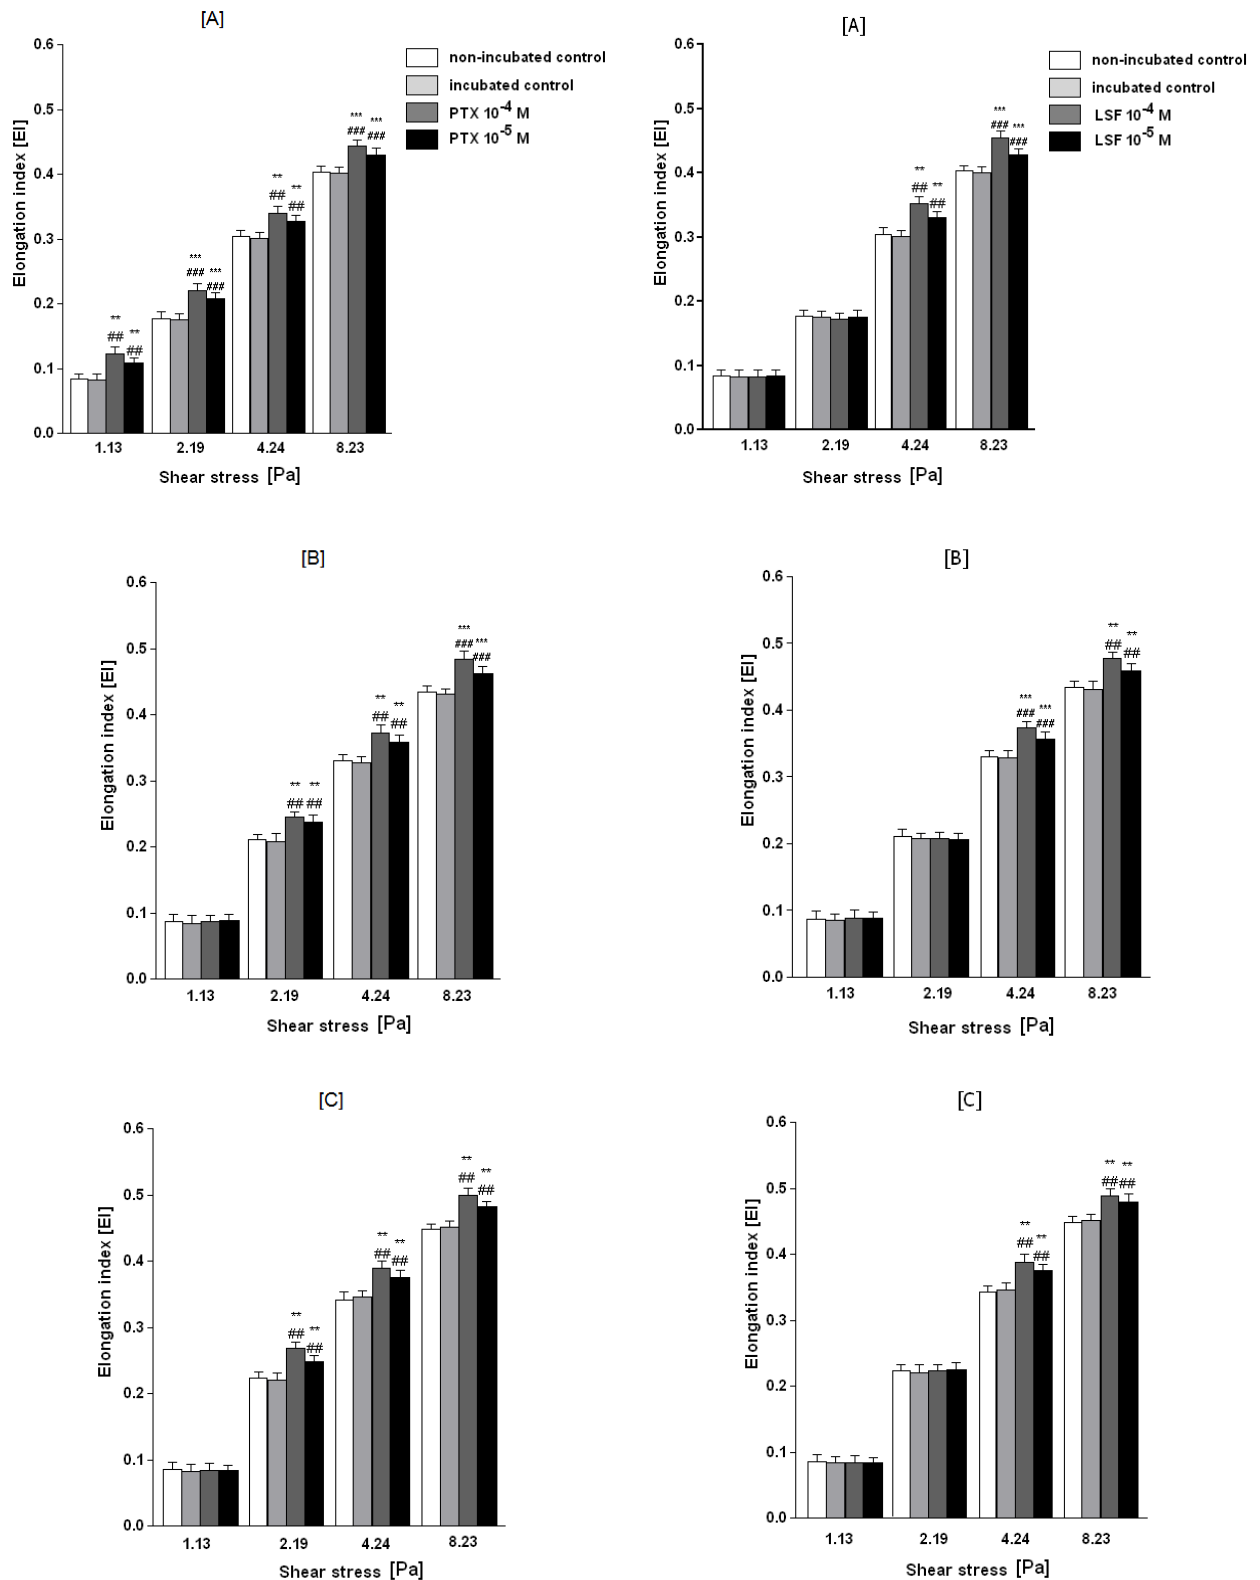 [A]
0.6
0.5
0.4
0.3
0.2
0.1
0.0
Elongation index [EI]
non-incubated control
incubated control
PTX 10⁻⁴ M
PTX 10⁻⁵ M
** **
## ##
*** ***
### ###
** **
## ##
*** ***
### ###
1.13 2.19 4.24 8.23
Shear stress [Pa]
[A]
0.6
0.5
0.4
0.3
0.2
0.1
0.0
Elongation index [EI]
non-incubated control
incubated control
LSF 10⁻⁴ M
LSF 10⁻⁵ M
** **
## ##
*** ***
### ###
1.13 2.19 4.24 8.23
Shear stress [Pa]
[B]
0.6
0.5
0.4
0.3
0.2
0.1
0.0
Elongation index [EI]
** **
## ##
** **
## ##
*** ***
### ###
1.13 2.19 4.24 8.23
Shear stress [Pa]
[B]
0.6
0.5
0.4
0.3
0.2
0.1
0.0
Elongation index [EI]
*** ***
### ###
** **
## ##
1.13 2.19 4.24 8.23
Shear stress [Pa]
[C]
0.6
0.5
0.4
0.3
0.2
0.1
0.0
Elongation index [EI]
** **
## ##
** **
## ##
** **
## ##
1.13 2.19 4.24 8.23
Shear stress [Pa]
[C]
0.6
0.5
0.4
0.3
0.2
0.1
0.0
Elongation index [EI]
** **
## ##
** **
## ##
1.13 2.19 4.24 8.23
Shear stress [Pa]